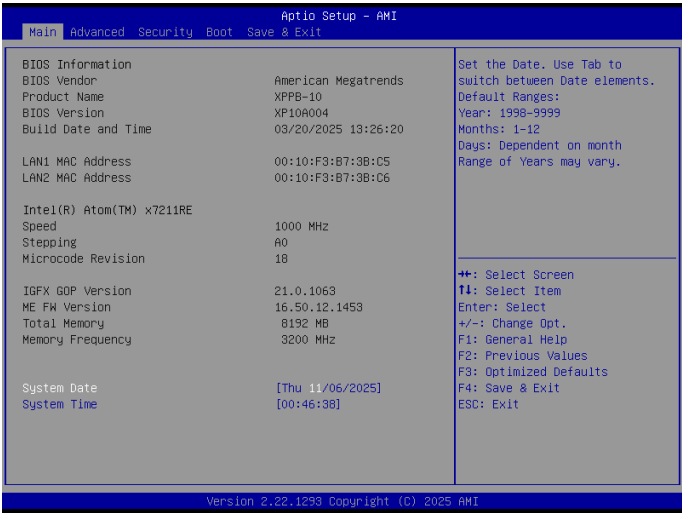 Aptio Setup - AMI
Main Advanced Security Boot Save & Exit
BIOS Information
BIOS Vendor American Megatrends
Product Name XPPB-10
BIOS Version XP10A004
Build Date and Time 03/20/2025 13:26:20
LAN1 MAC Address 00:10:F3:B7:3B:C5
LAN2 MAC Address 00:10:F3:B7:3B:C6
Intel(R) Atom(TM) x7211RE
Speed 1000 MHz
Stepping A0
Microcode Revision 18
IGFX GOP Version 21.0.1063
ME FW Version 16.50.12.1453
Total Memory 8192 MB
Memory Frequency 3200 MHz
System Date [Thu 11/06/2025]
System Time [00:46:38]
Set the Date. Use Tab to
switch between Date elements.
Default Ranges:
Year: 1998-9999
Months: 1-12
Days: Dependent on month
Range of Years may vary.
→←: Select Screen
↑↓: Select Item
Enter: Select
+/-: Change Opt.
F1: General Help
F2: Previous Values
F3: Optimized Defaults
F4: Save & Exit
ESC: Exit
Version 2.22.1293 Copyright (C) 2025 AMI